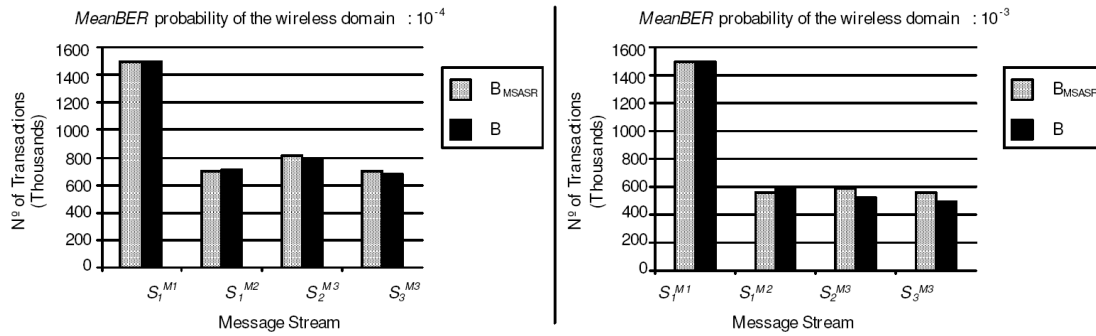 MeanBER probability of the wireless domain : 10⁻⁴
1600
1400
1200
1000
800
600
400
200
0
Nº of Transactions
(Thousands)
S₁ᴹ¹ S₁ᴹ² S₂ᴹ³ S₃ᴹ³
Message Stream
B MSASR
B
MeanBER probability of the wireless domain : 10⁻³
1600
1400
1200
1000
800
600
400
200
0
Nº of Transactions
(Thousands)
S₁ᴹ¹ S₁ᴹ² S₂ᴹ³ S₃ᴹ³
Message Stream
B MSASR
B